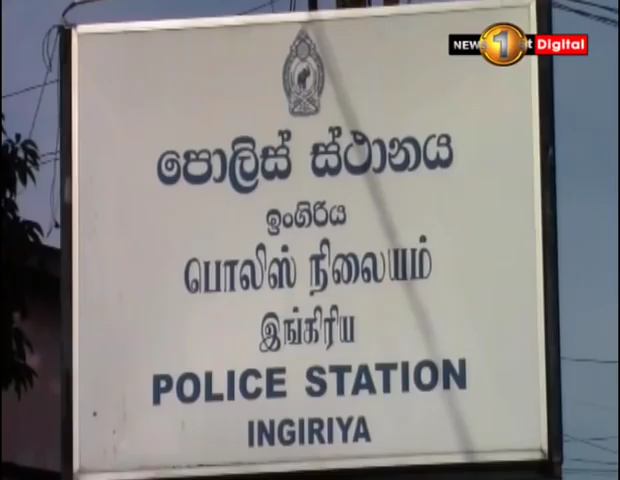 NEWS 1st Digital
පොලිස් ස්ථානය
ඉංගිරිය
பொலிஸ் நிலையம்
இங்கிரிய
POLICE STATION
INGIRIYA